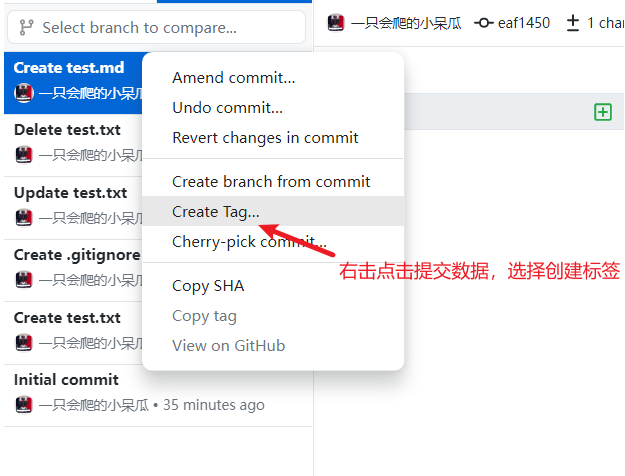 Select branch to compare...
一只会爬的小呆瓜 eaf1450 1 chan
Create test.md
一只会爬的小呆瓜
Delete test.txt
一只会爬的小呆瓜
Update test.txt
一只会爬的小呆瓜
Create .gitignore
一只会爬的小呆瓜
Create test.txt
一只会爬的小呆瓜
Initial commit
一只会爬的小呆瓜 • 35 minutes ago
Amend commit...
Undo commit...
Revert changes in commit
Create branch from commit
Create Tag...
Cherry-pick commit...
Copy SHA
Copy tag
View on GitHub
右击点击提交数据，选择创建标签